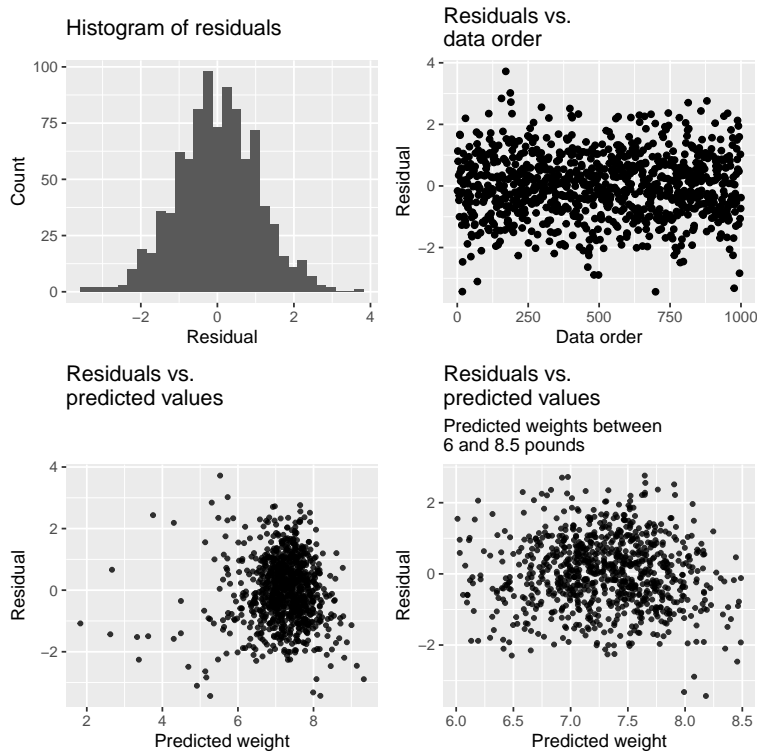 Histogram of residuals
100
75
50
25
0
Count
−2
0
2
4
Residual
Residuals vs.
data order
4
2
0
−2
Residual
0
250
500
750
1000
Data order
Residuals vs.
predicted values
4
2
0
−2
Residual
2
4
6
8
Predicted weight
Residuals vs.
predicted values
Predicted weights between
6 and 8.5 pounds
2
0
−2
Residual
6.0
6.5
7.0
7.5
8.0
8.5
Predicted weight